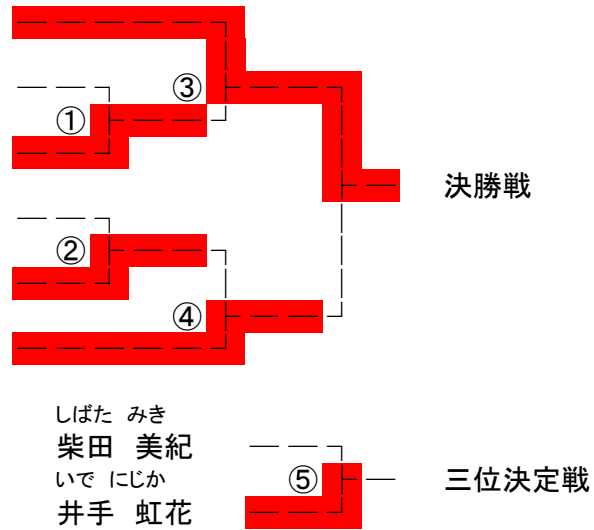 ③
①
決勝戦
②
④
しばた みき
柴田 美紀
いで にじか
井手 虹花
⑤
三位決定戦